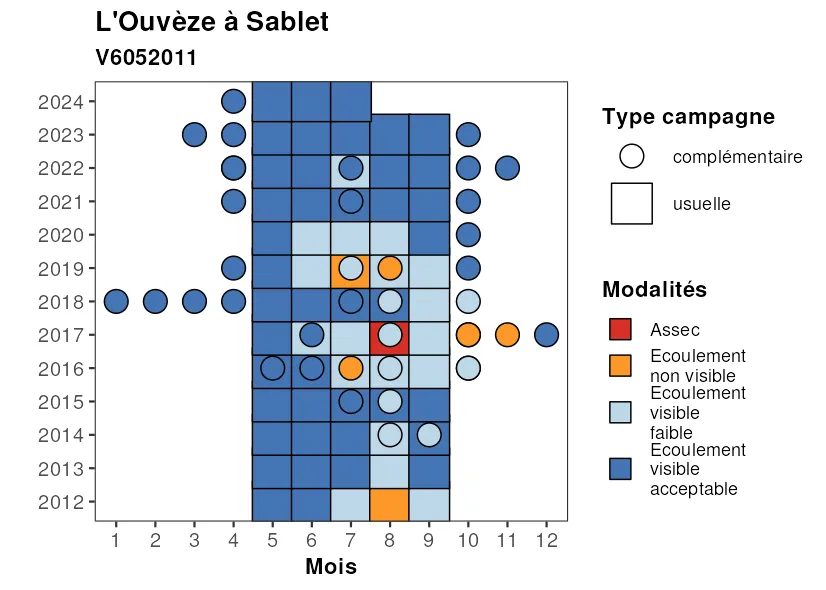 L'Ouvèze à Sablet
V6052011
2024
2023
2022
2021
2020
2019
2018
2017
2016
2015
2014
2013
2012
1 2 3 4 5 6 7 8 9 10 11 12
Mois
Type campagne
complémentaire
usuelle
Modalités
Assec
Ecoulement
non visible
Ecoulement
visible
faible
Ecoulement
visible
acceptable